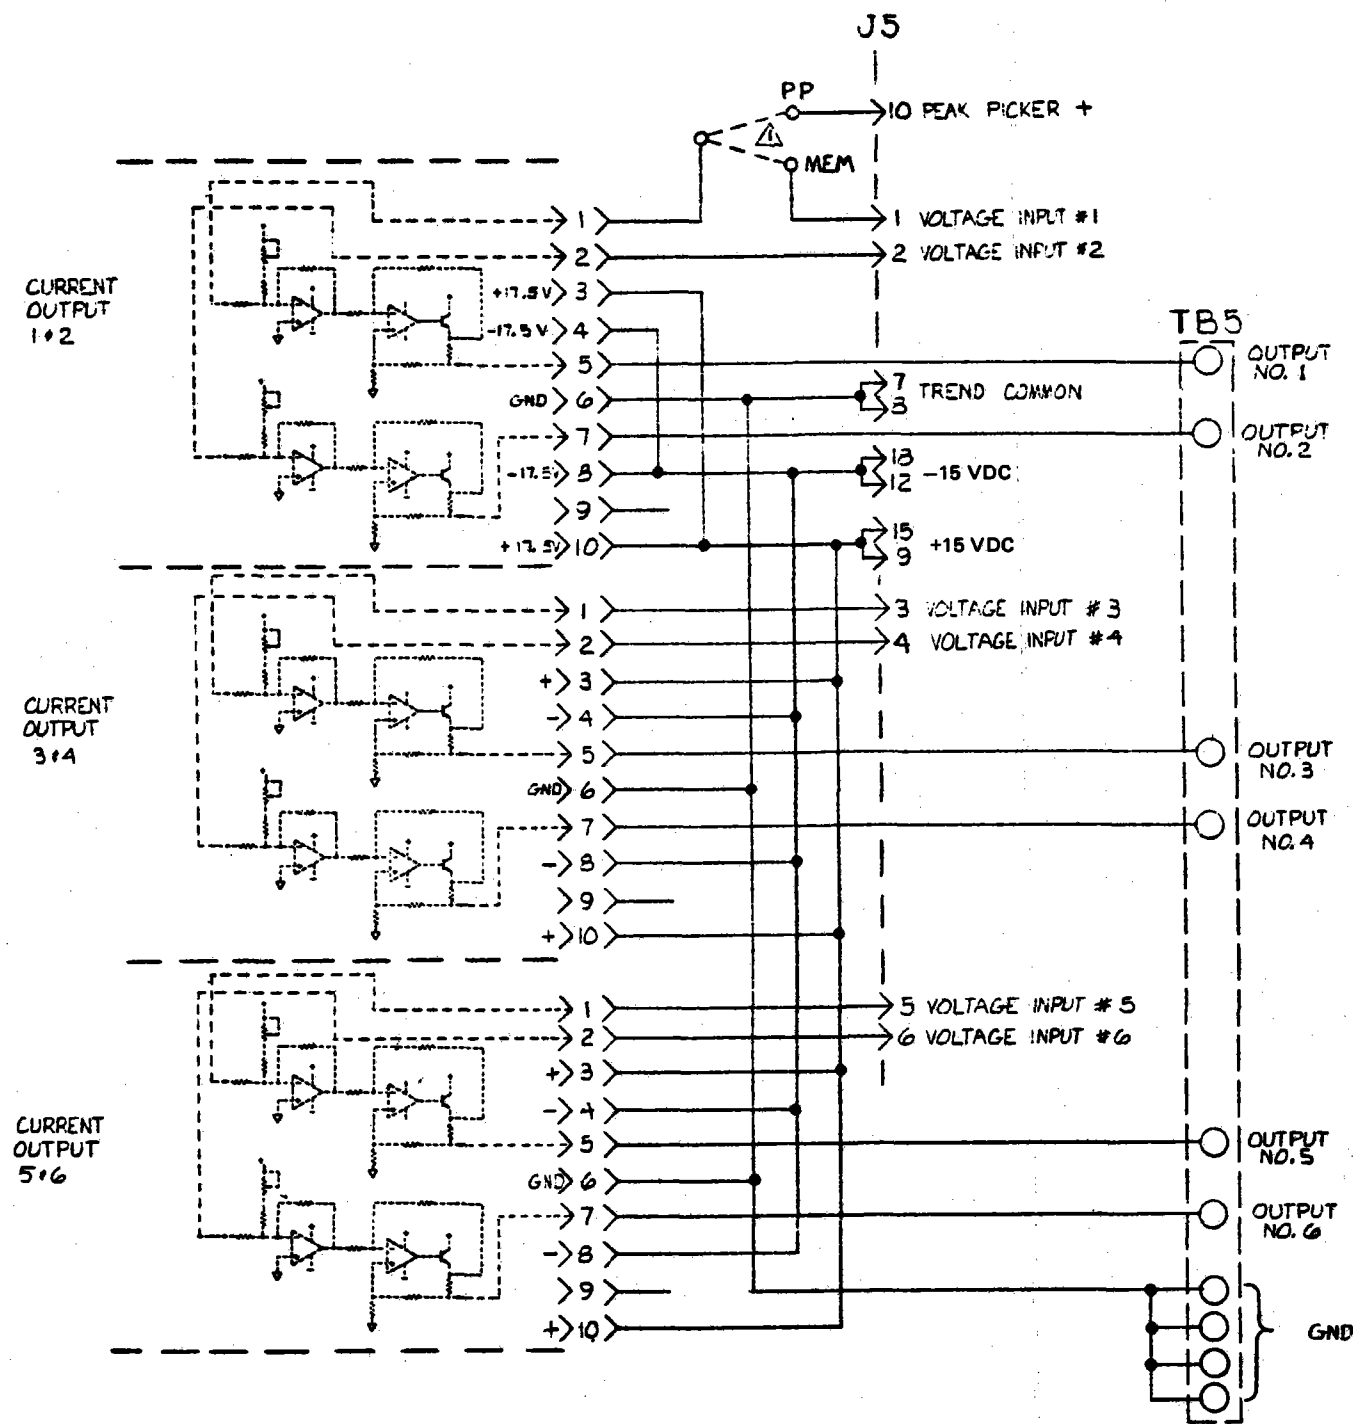 J5
PP
10 PEAK PICKER +
1
MEM
1 1 VOLTAGE INPUT #1
2 2 VOLTAGE INPUT #2
CURRENT
OUTPUT
1 & 2
+17.5V 3
-17.5V 4
TB5
5 OUTPUT
NO. 1
GND 6 7 TREND COMMON
8
7 OUTPUT
NO. 2
-17.5V 8 13 -15 VDC
12
9
+17.5V 10 15 +15 VDC
9
1 3 VOLTAGE INPUT #3
2 4 VOLTAGE INPUT #4
+ 3
CURRENT
OUTPUT
3 & 4
- 4
5 OUTPUT
NO. 3
GND 6
7 OUTPUT
NO. 4
- 8
9
+ 10
1 5 VOLTAGE INPUT #5
2 6 VOLTAGE INPUT #6
+ 3
- 4
CURRENT
OUTPUT
5 & 6
5 OUTPUT
NO. 5
GND 6
7 OUTPUT
NO. 6
- 8
9
+ 10
GND